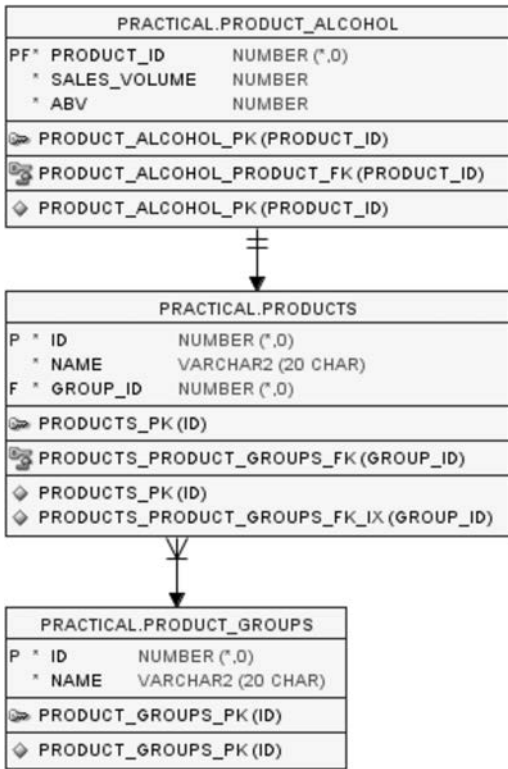 PRACTICAL.PRODUCT_ALCOHOL
PF* PRODUCT_ID NUMBER (*,0)
* SALES_VOLUME NUMBER
* ABV NUMBER
PRODUCT_ALCOHOL_PK (PRODUCT_ID)
PRODUCT_ALCOHOL_PRODUCT_FK (PRODUCT_ID)
PRODUCT_ALCOHOL_PK (PRODUCT_ID)
PRACTICAL.PRODUCTS
P * ID NUMBER (*,0)
* NAME VARCHAR2 (20 CHAR)
F * GROUP_ID NUMBER (*,0)
PRODUCTS_PK (ID)
PRODUCTS_PRODUCT_GROUPS_FK (GROUP_ID)
PRODUCTS_PK (ID)
PRODUCTS_PRODUCT_GROUPS_FK_IX (GROUP_ID)
PRACTICAL.PRODUCT_GROUPS
P * ID NUMBER (*,0)
* NAME VARCHAR2 (20 CHAR)
PRODUCT_GROUPS_PK (ID)
PRODUCT_GROUPS_PK (ID)